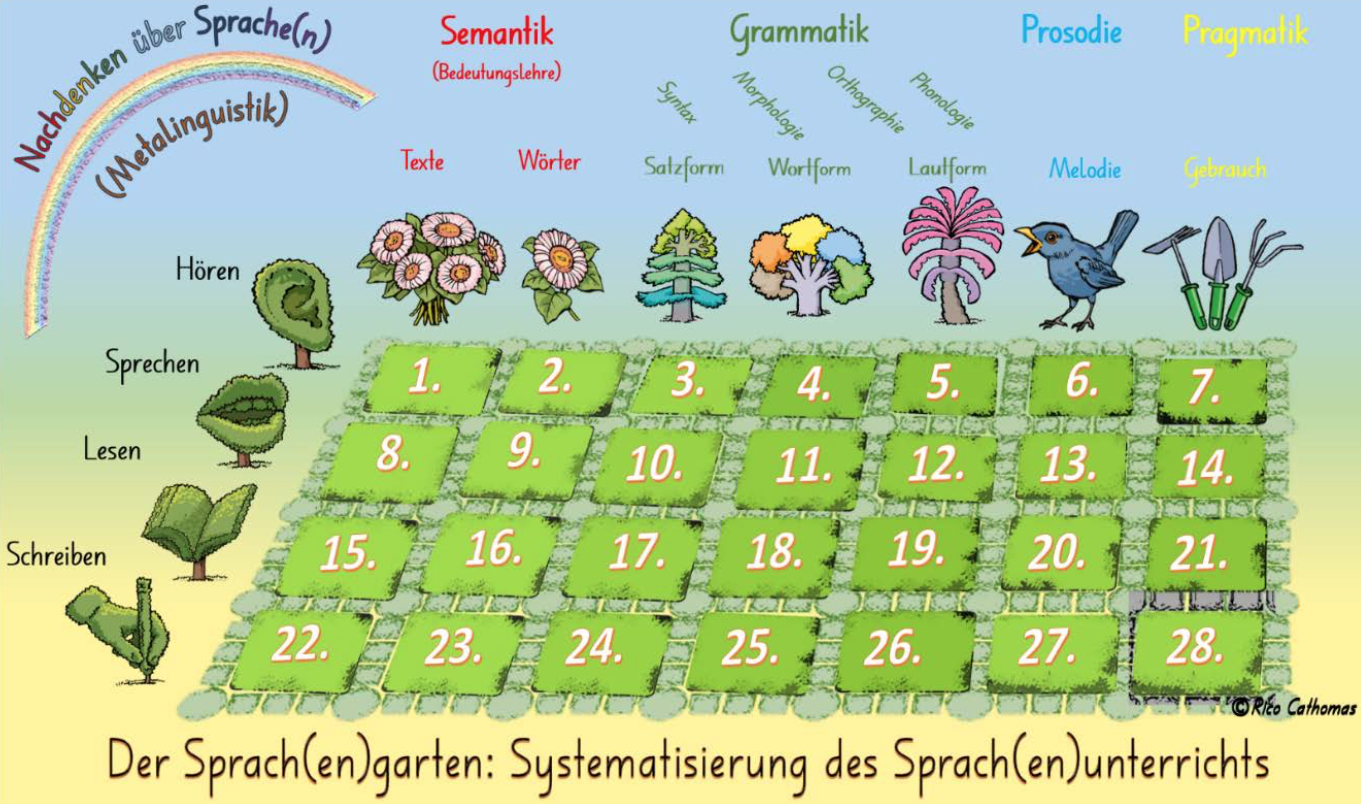 Nachdenken über Sprache(n)
(Metalinguistik)
Semantik
(Bedeutungslehre)
Grammatik
Prosodie
Pragmatik
Syntax
Morphologie
Orthographie
Phonologie
Texte
Wörter
Satzform
Wortform
Lautform
Melodie
Gebrauch
Hören
Sprechen
Lesen
Schreiben
1. 2. 3. 4. 5. 6. 7.
8. 9. 10. 11. 12. 13. 14.
15. 16. 17. 18. 19. 20. 21.
22. 23. 24. 25. 26. 27. 28.
© Rico Cathomas
Der Sprach(en)garten: Systematisierung des Sprach(en)unterrichts